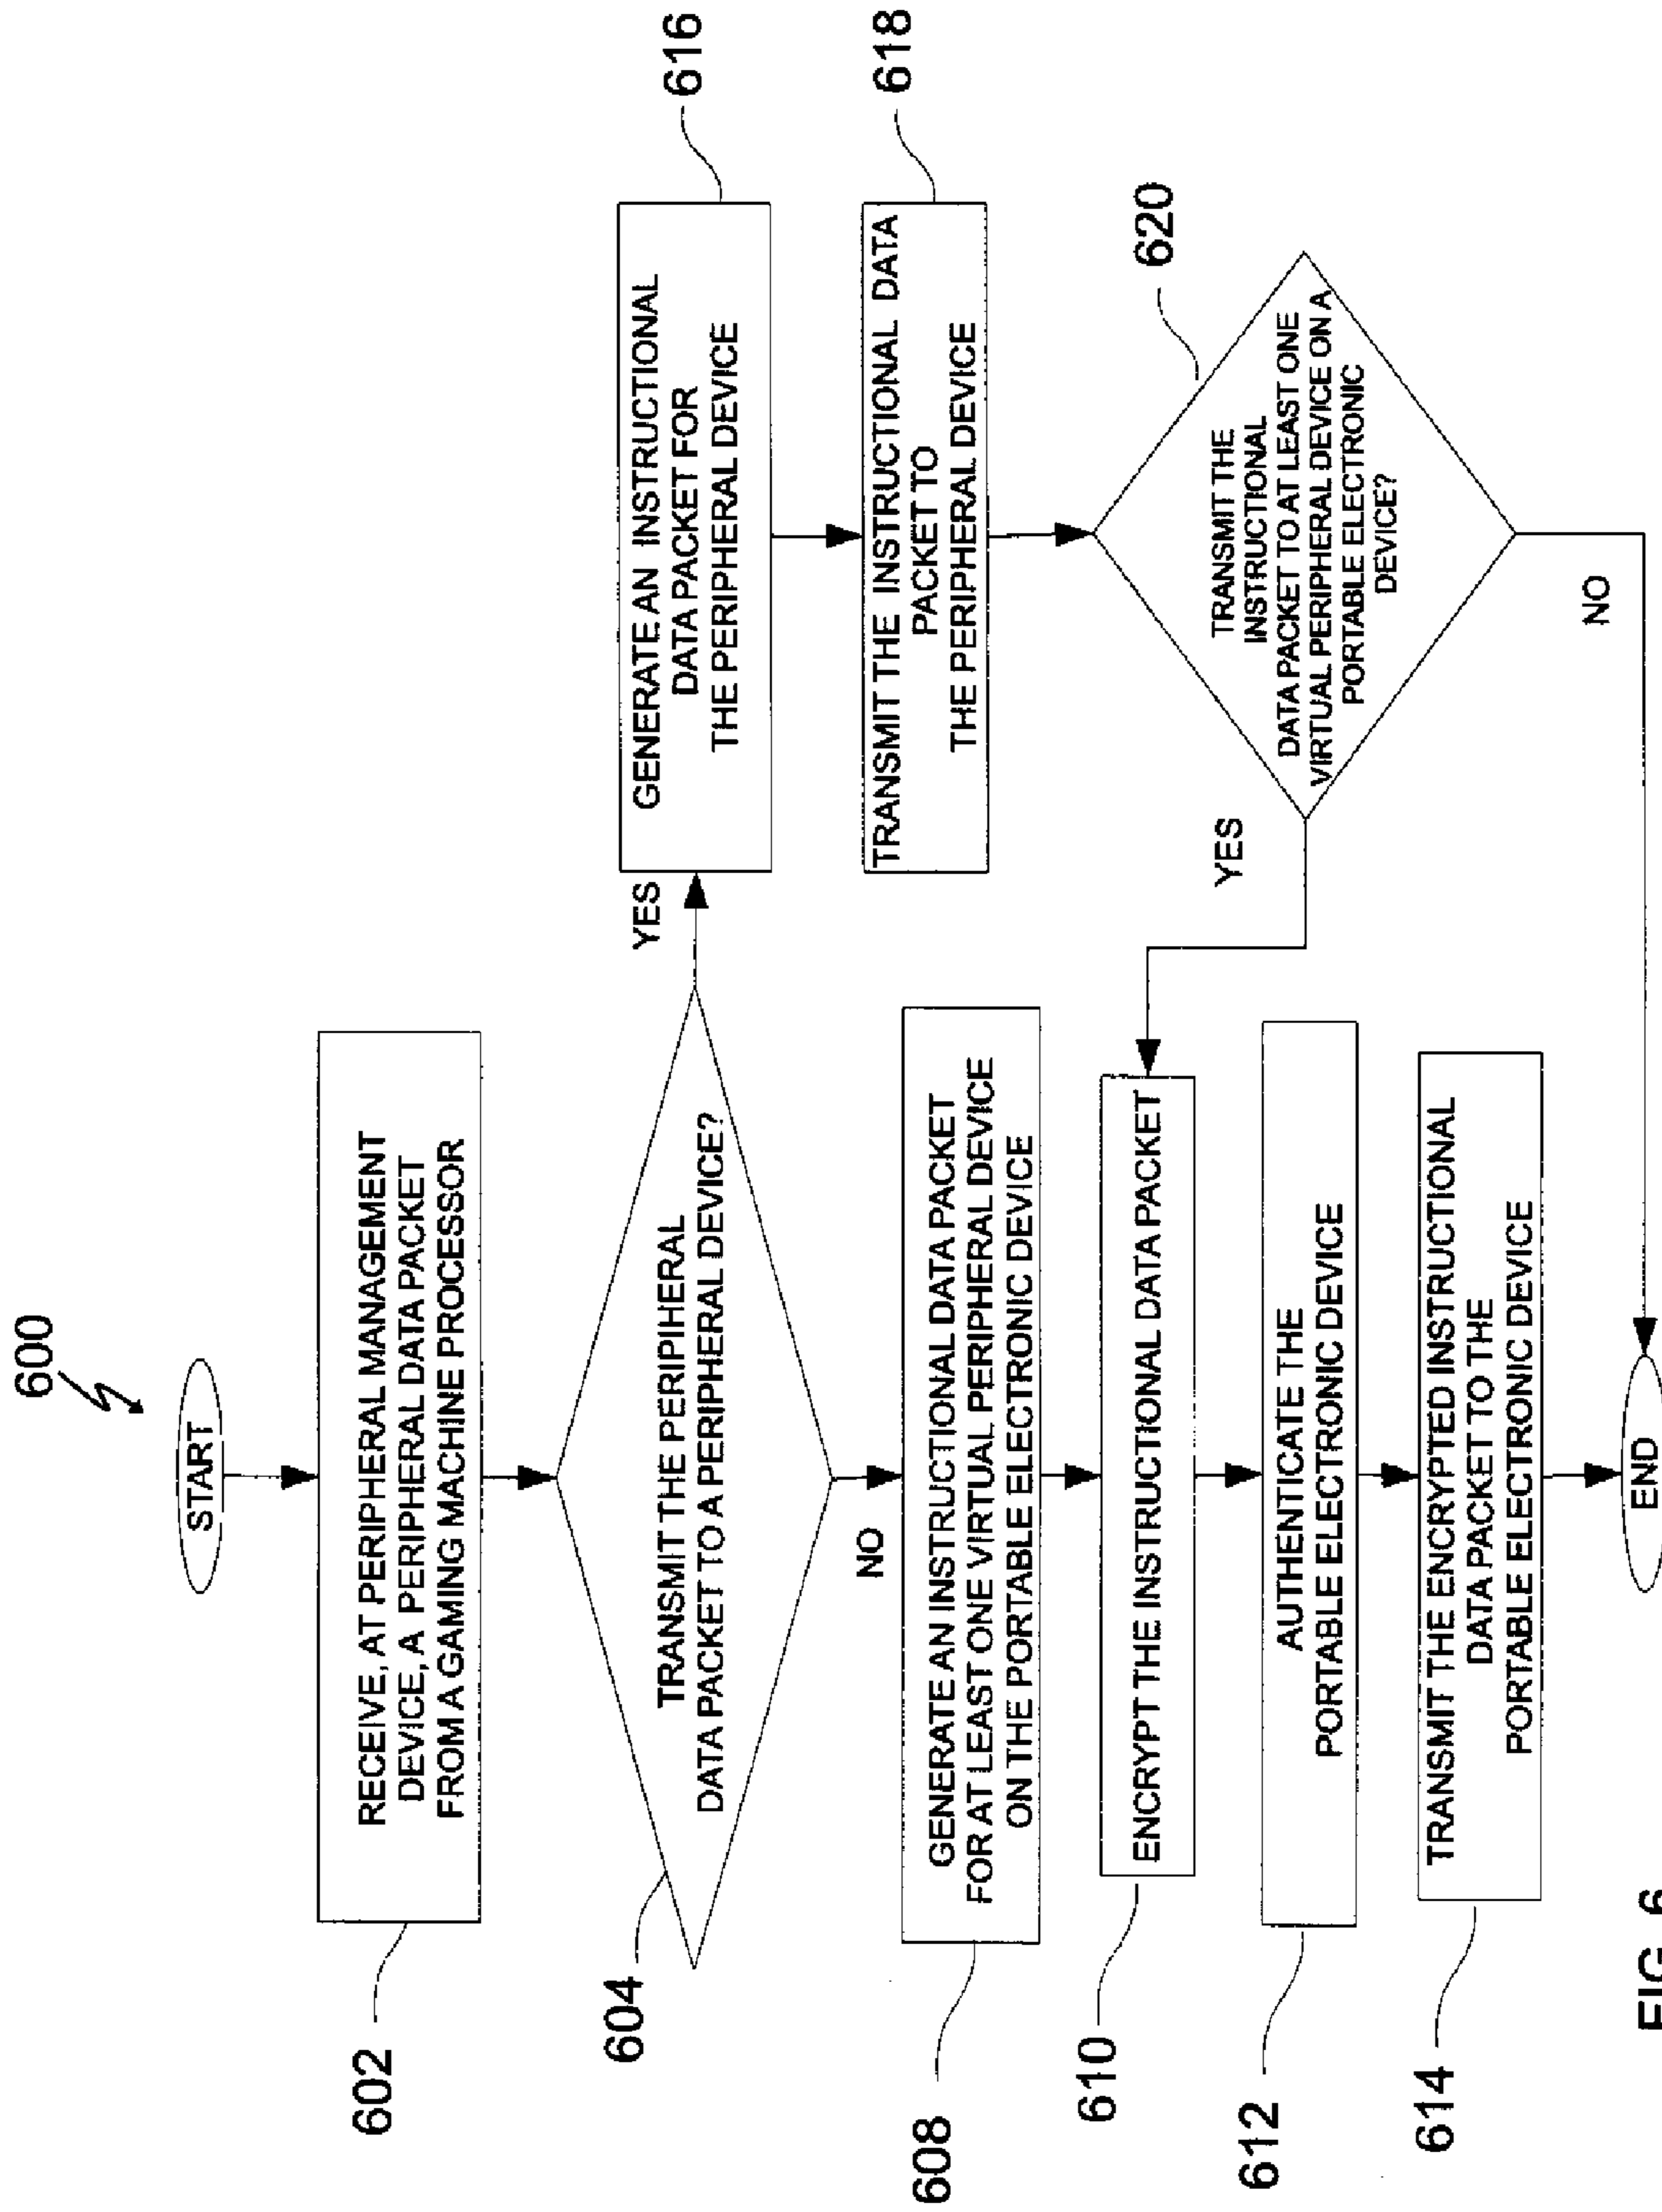 600
START
RECEIVE, AT PERIPHERAL MANAGEMENT
DEVICE, A PERIPHERAL DATA PACKET
FROM A GAMING MACHINE PROCESSOR
602
TRANSMIT THE PERIPIHERAL
DATA PACKET TO A PERIPHERAL DEVICE?
604
YES
NO
GENERATE AN INSTRUCTIONAL
DATA PACKET FOR
THE PERIPHERAL DEVICE
616
TRANSMIT THE INSTRUCTIONAL DATA
PACKET TO
THE PERIPHERAL DEVICE
618
TRANSMIT THE
INSTRUCTIONAL
DATA PACKET TO AT LEAST ONE
VIRTUAL PERIPHERAL DEVICE ON A
PORTABLE ELECTRONIC
DEVICE?
620
YES
NO
GENERATE AN INSTRUCTIONAL DATA PACKET
FOR AT LEAST ONE VIRTUAL PERIPHERAL DEVICE
ON THE PORTABLE ELECTRONIC DEVICE
608
ENCRYPT THE INSTRUCTIONAL DATA PACKET
610
AUTHENTICATE THE
PORTABLE ELECTRONIC DEVICE
612
TRANSMIT THE ENCRYPTED INSTRUCTIONAL
DATA PACKET TO THE
PORTABLE ELECTRONIC DEVICE
614
END
FIG. 6